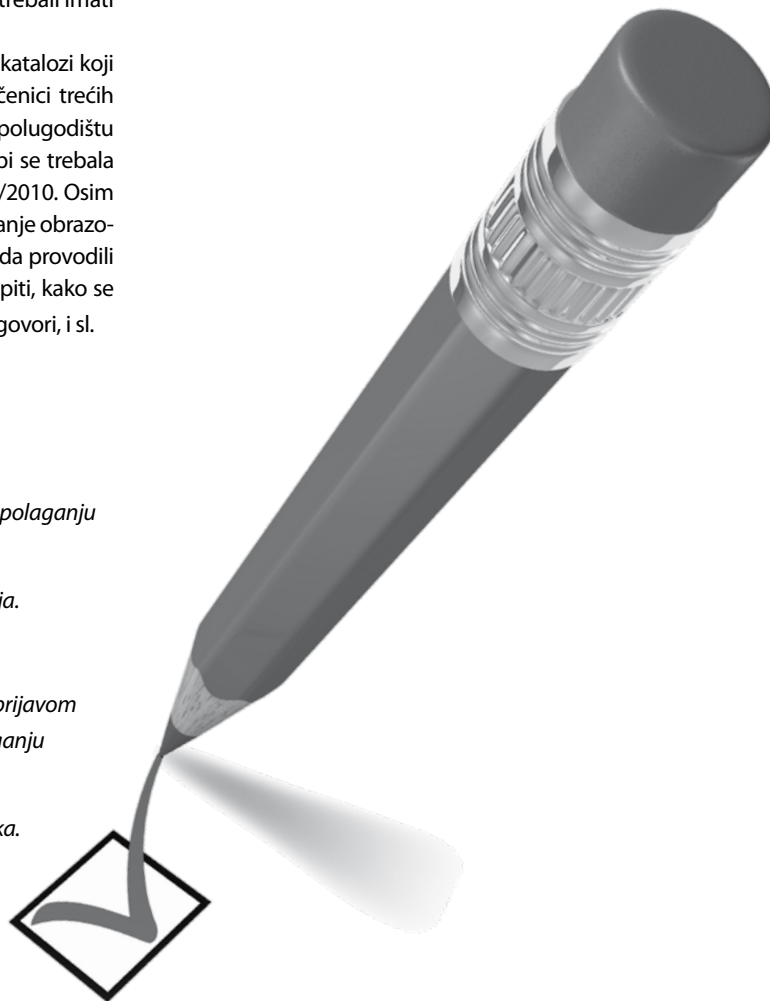 trebali imati
katalozi koji
čenici trećih
polugodištu
bi se trebala
/2010. Osim
anje obrazo-
da provodili
piti, kako se
govori, i sl.
polaganju
ja.
prijavom
anju
ka.